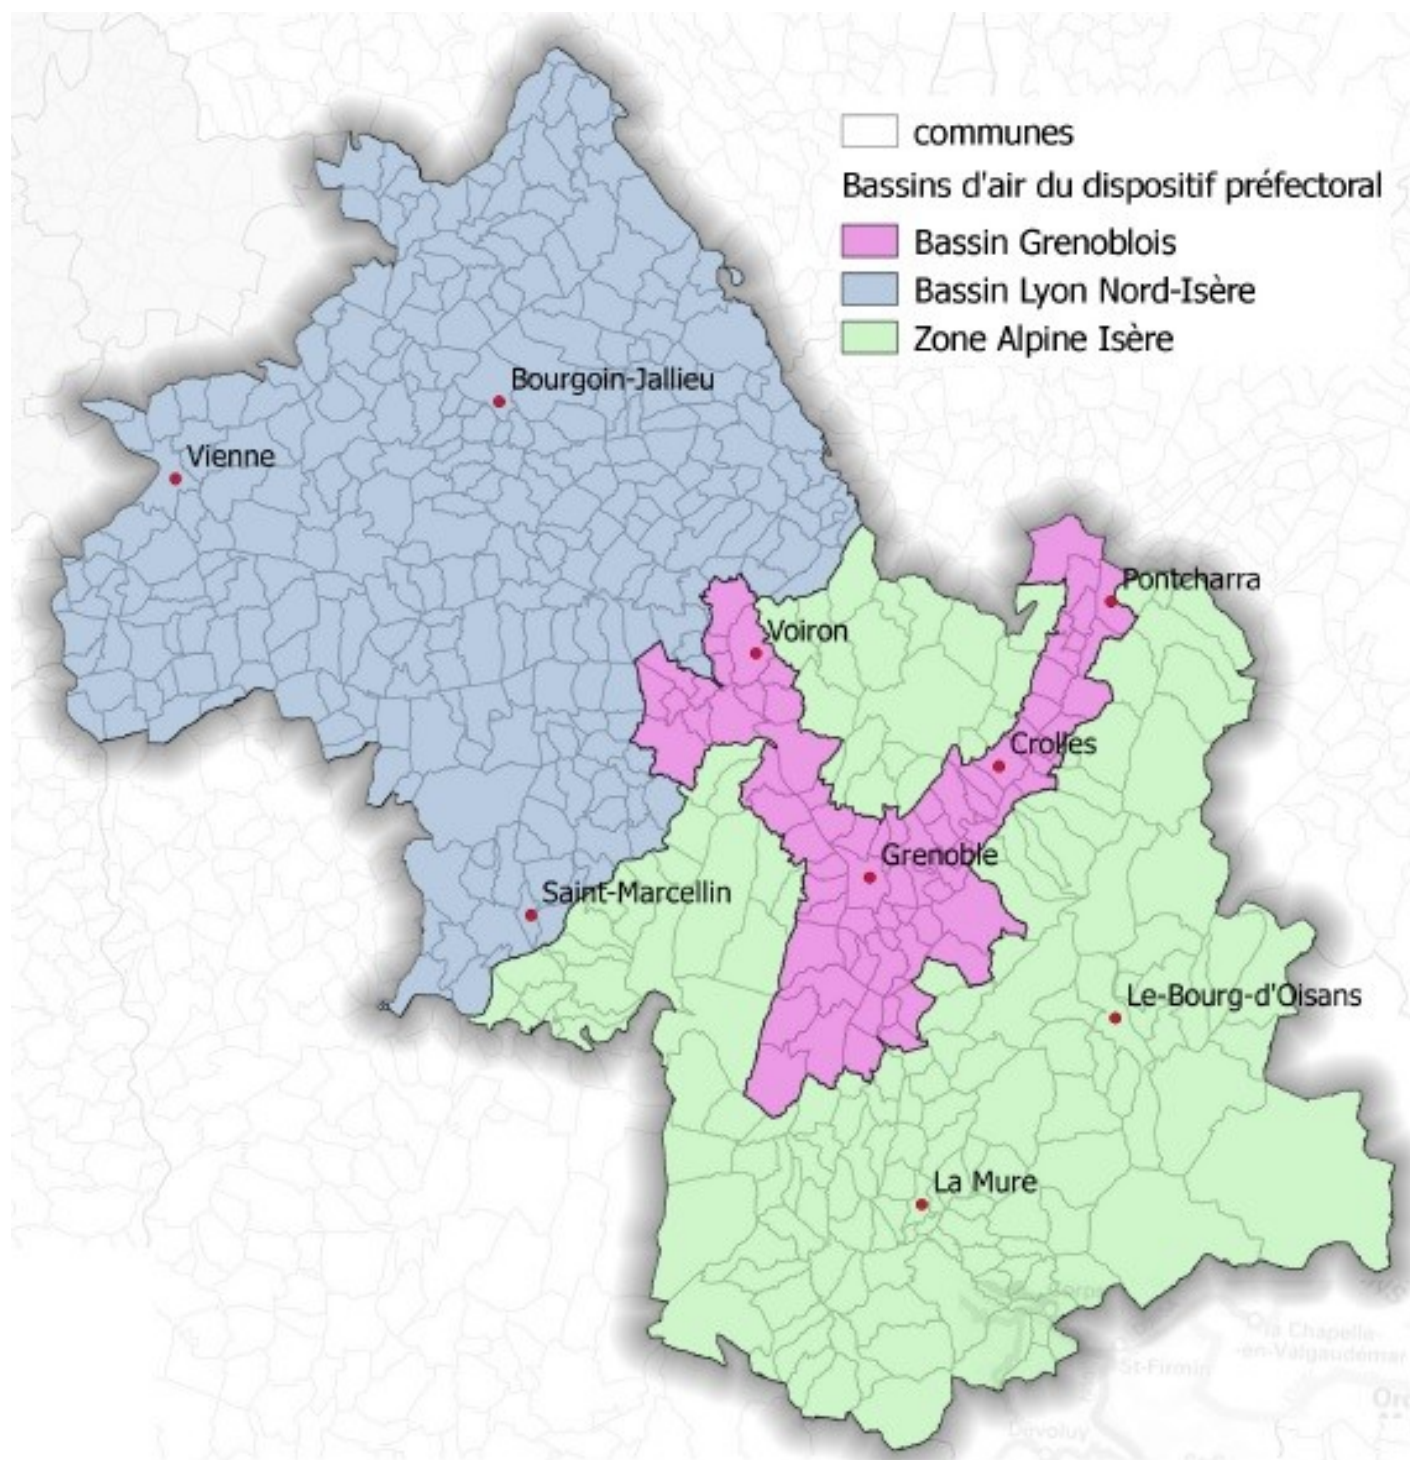 communes
Bassins d'air du dispositif préfectoral
Bassin Grenoblois
Bassin Lyon Nord-Isère
Zone Alpine Isère
Bourgoin-Jallieu
Vienne
Pontcharra
Voiron
Crolles
Grenoble
Saint-Marcellin
Le-Bourg-d'Oisans
La Mure
la Chapelle-
-en-Valgaudémar
St-Firmin
Dévoluy